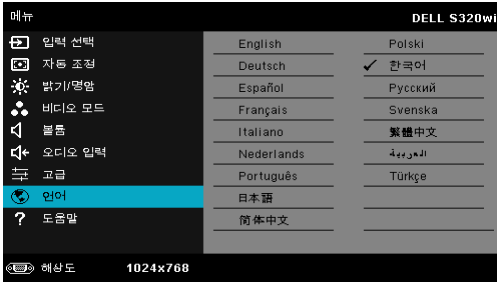 메뉴
DELL S320wi
입력 선택
자동 조정
밝기/명암
비디오 모드
볼륨
오디오 입력
고급
언어
도움말
English
Deutsch
Español
Français
Italiano
Nederlands
Português
日本語
简体中文
Polski
한국어
Русский
Svenska
繁體中文
العربية
Türkçe
해상도 1024x768